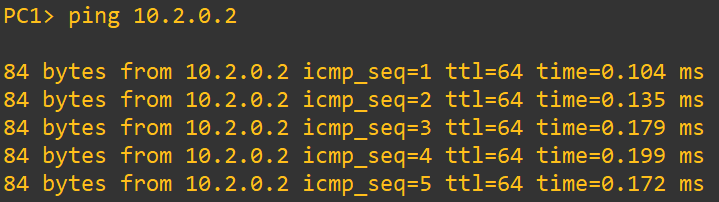 PC1> ping 10.2.0.2
84 bytes from 10.2.0.2 icmp_seq=1 ttl=64 time=0.104 ms
84 bytes from 10.2.0.2 icmp_seq=2 ttl=64 time=0.135 ms
84 bytes from 10.2.0.2 icmp_seq=3 ttl=64 time=0.179 ms
84 bytes from 10.2.0.2 icmp_seq=4 ttl=64 time=0.199 ms
84 bytes from 10.2.0.2 icmp_seq=5 ttl=64 time=0.172 ms